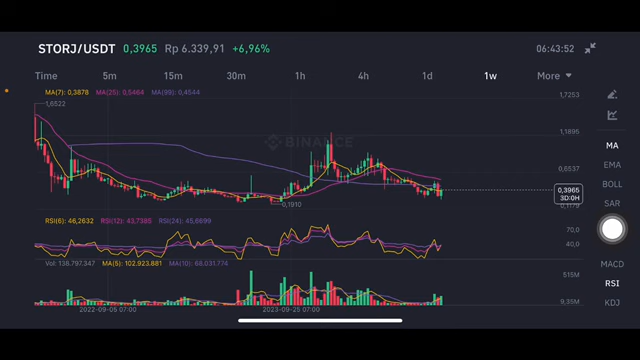 STORJ/USDT 0,3965 Rp 6.339,91 +6,96% 06:43:52
Time 5m 15m 30m 1h 4h 1d 1w More
MA(7): 0,3878 MA(25): 0,5464 MA(99): 0,4544
1,7253
1,6522
1,1895
MA
BINANCE
EMA
0,6537
BOLL
0,3965
3D:0H
SAR
0,1910
0,1179
RSI(6): 46,2632 RSI(12): 43,7385 RSI(24): 45,6699
70,0
40,0
Vol: 138.797.347 MA(5): 102.923.881 MA(10): 68.031.774
MACD
515M
RSI
9,35M
KDJ
2022-09-05 07:00 2023-09-25 07:00